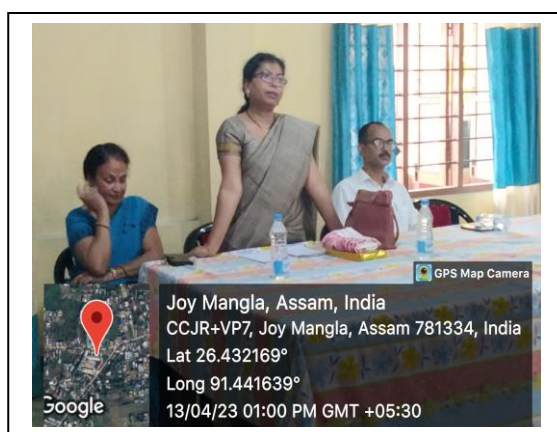 GPS Map Camera
Joy Mangla, Assam, India
CCJR+VP7, Joy Mangla, Assam 781334, India
Lat 26.432169°
Long 91.441639°
13/04/23 01:00 PM GMT +05:30
Google